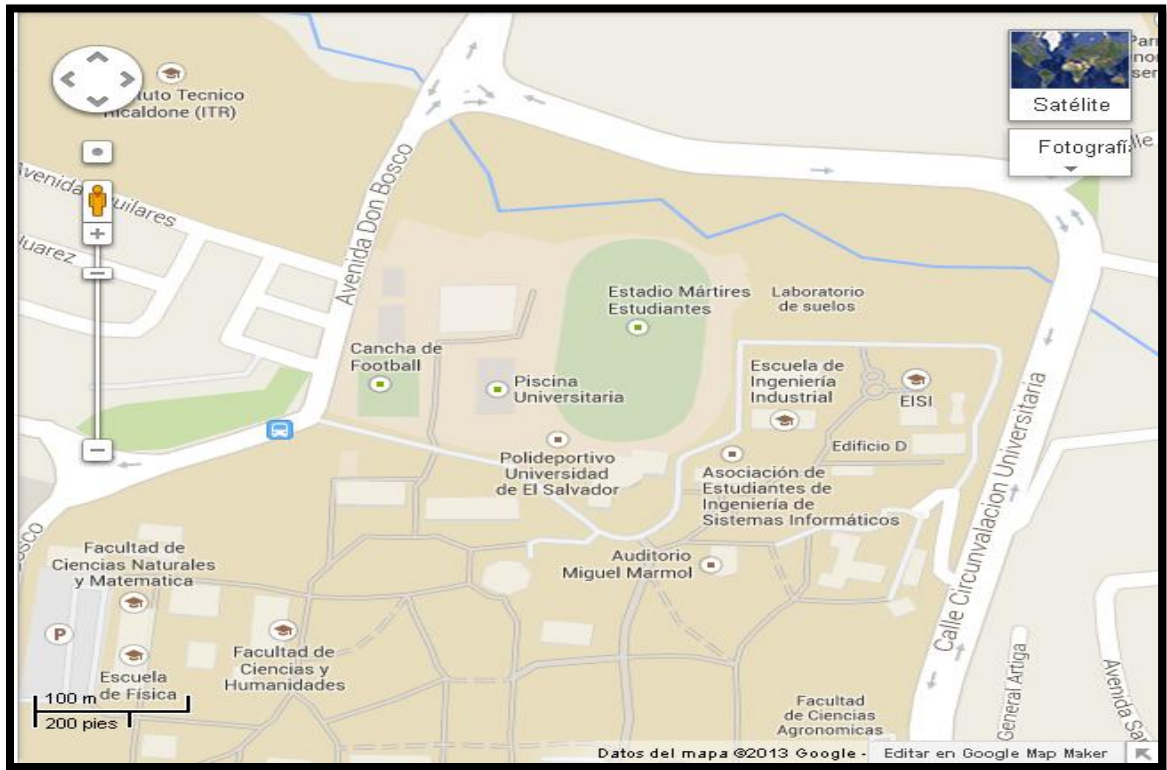 Instituto Tecnico
Ricaldone (ITR)
Satélite
Fotografí
Avenida Don Bosco
Juarez
Estadio Mártires
Estudiantes
Laboratorio
de suelos
Cancha de
Football
Piscina
Universitaria
Escuela de
Ingeniería
Industrial
EISI
Edificio D
Polideportivo
Universidad
de El Salvador
Asociación de
Estudiantes de
Ingeniería de
Sistemas Informáticos
Auditorio
Miguel Marmol
Facultad de
Ciencias Naturales
y Matematica
P
Facultad de
Ciencias y
Humanidades
Escuela
de Física
Calle Circunvalacion Universitaria
General Artiga
Avenida Sa
Facultad
de Ciencias
Agronomicas
100 m
200 pies
Datos del mapa ©2013 Google -
Editar en Google Map Maker